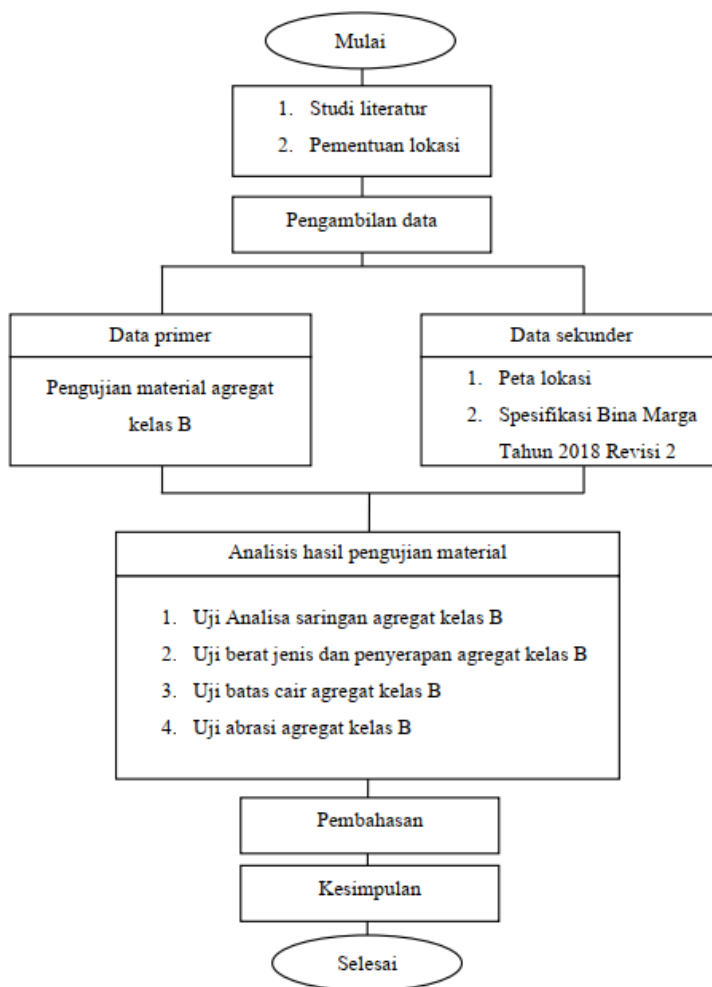 Mulai
1. Studi literatur
2. Pementuan lokasi
Pengambilan data
Data primer
Pengujian material agregat
kelas B
Data sekunder
1. Peta lokasi
2. Spesifikasi Bina Marga
Tahun 2018 Revisi 2
Analisis hasil pengujian material
1. Uji Analisa saringan agregat kelas B
2. Uji berat jenis dan penyerapan agregat kelas B
3. Uji batas cair agregat kelas B
4. Uji abrasi agregat kelas B
Pembahasan
Kesimpulan
Selesai